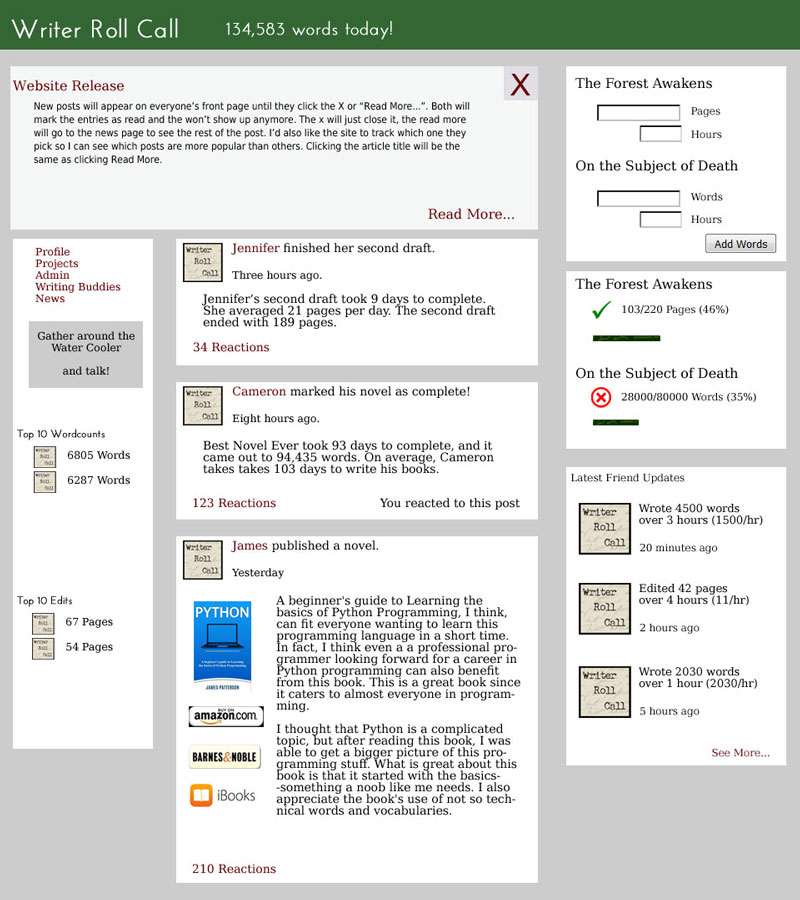 Writer Roll Call
134,583 words today!
Website Release
X
New posts will appear on everyone's front page until they click the X or “Read More...”. Both will
mark the entries as read and the won't show up anymore. The x will just close it, the read more
will go to the news page to see the rest of the post. I'd also like the site to track which one they
pick so I can see which posts are more popular than others. Clicking the article title will be the
same as clicking Read More.
Read More...
Profile
Projects
Admin
Writing Buddies
News
Gather around the
Water Cooler
and talk!
Top 10 Wordcounts
Writer
Roll
Call
6805 Words
Writer
Roll
Call
6287 Words
Top 10 Edits
Writer
Roll
Call
67 Pages
Writer
Roll
Call
54 Pages
Writer
Roll
Call
Jennifer finished her second draft.
Three hours ago.
Jennifer's second draft took 9 days to complete.
She averaged 21 pages per day. The second draft
ended with 189 pages.
34 Reactions
Writer
Roll
Call
Cameron marked his novel as complete!
Eight hours ago.
Best Novel Ever took 93 days to complete, and it
came out to 94,435 words. On average, Cameron
takes takes 103 days to write his books.
123 Reactions
You reacted to this post
Writer
Roll
Call
James published a novel.
Yesterday
PYTHON
A beginner's guide to Learning
JAMES PATTERSON
BUY ON
amazon.com
BARNES&NOBLE
iBooks
A beginner's guide to Learning the
basics of Python Programming, I think,
can fit everyone wanting to learn this
programming language in a short time.
In fact, I think even a a professional pro-
grammer looking forward for a career in
Python programming can also benefit
from this book. This is a great book since
it caters to almost everyone in program-
ming.
I thought that Python is a complicated
topic, but after reading this book, I was
able to get a bigger picture of this pro-
gramming stuff. What is great about this
book is that it started with the basics-
-something a noob like me needs. I also
appreciate the book's use of not so tech-
nical words and vocabularies.
210 Reactions
The Forest Awakens
Pages
Hours
On the Subject of Death
Words
Hours
Add Words
The Forest Awakens
103/220 Pages (46%)
On the Subject of Death
28000/80000 Words (35%)
Latest Friend Updates
Writer
Roll
Call
Wrote 4500 words
over 3 hours (1500/hr)
20 minutes ago
Writer
Roll
Call
Edited 42 pages
over 4 hours (11/hr)
2 hours ago
Writer
Roll
Call
Wrote 2030 words
over 1 hour (2030/hr)
5 hours ago
See More...